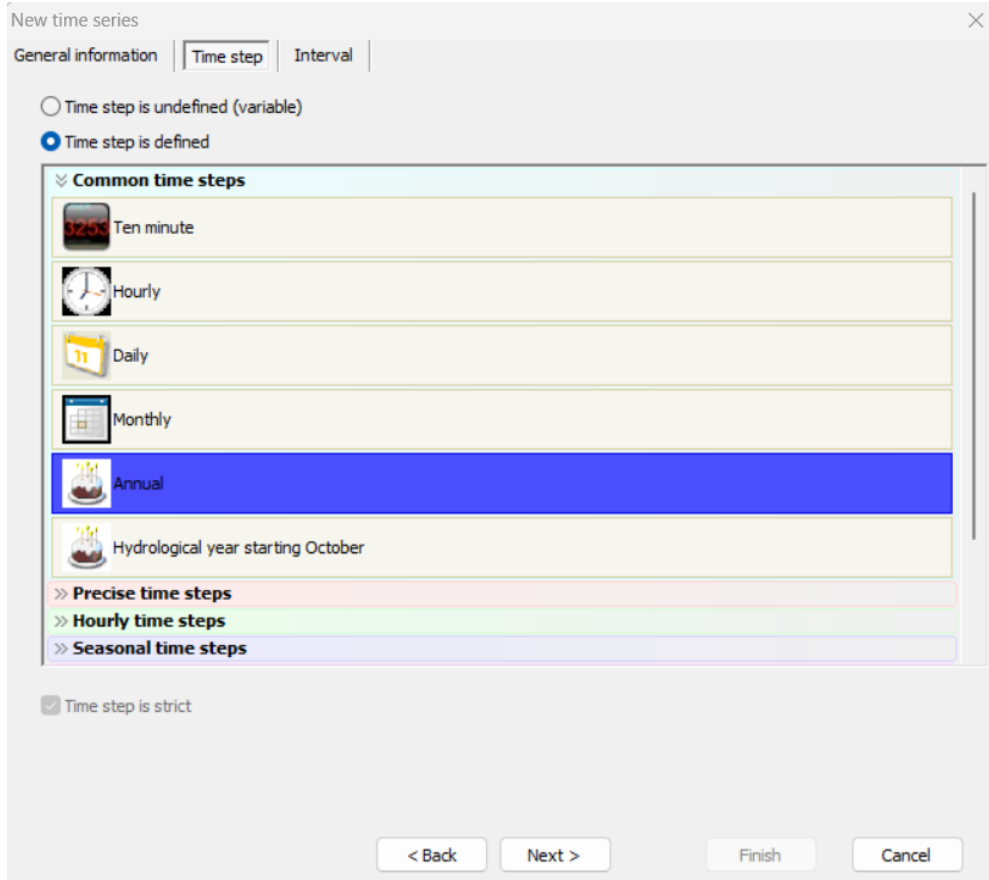 New time series
General information Time step Interval
Time step is undefined (variable)
Time step is defined
Common time steps
3253 Ten minute
Hourly
11 Daily
Monthly
Annual
Hydrological year starting October
Precise time steps
Hourly time steps
Seasonal time steps
Time step is strict
< Back Next > Finish Cancel